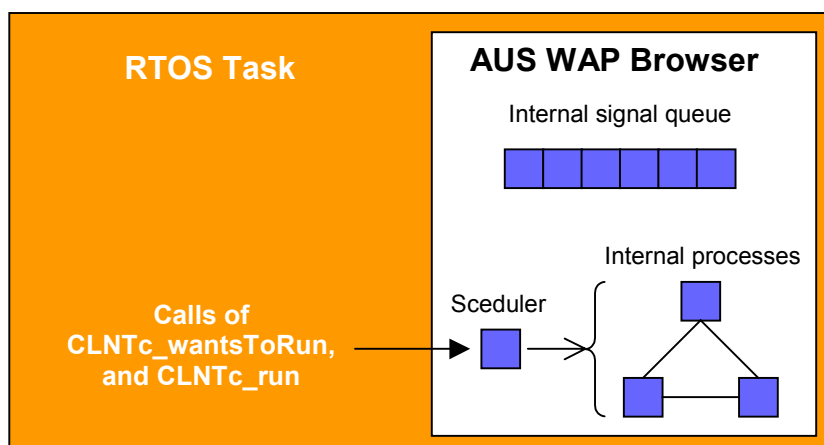 RTOS Task
AUS WAP Browser
Internal signal queue
Internal processes
Sceduler
Calls of
CLNTc_wantsToRun,
and CLNTc_run